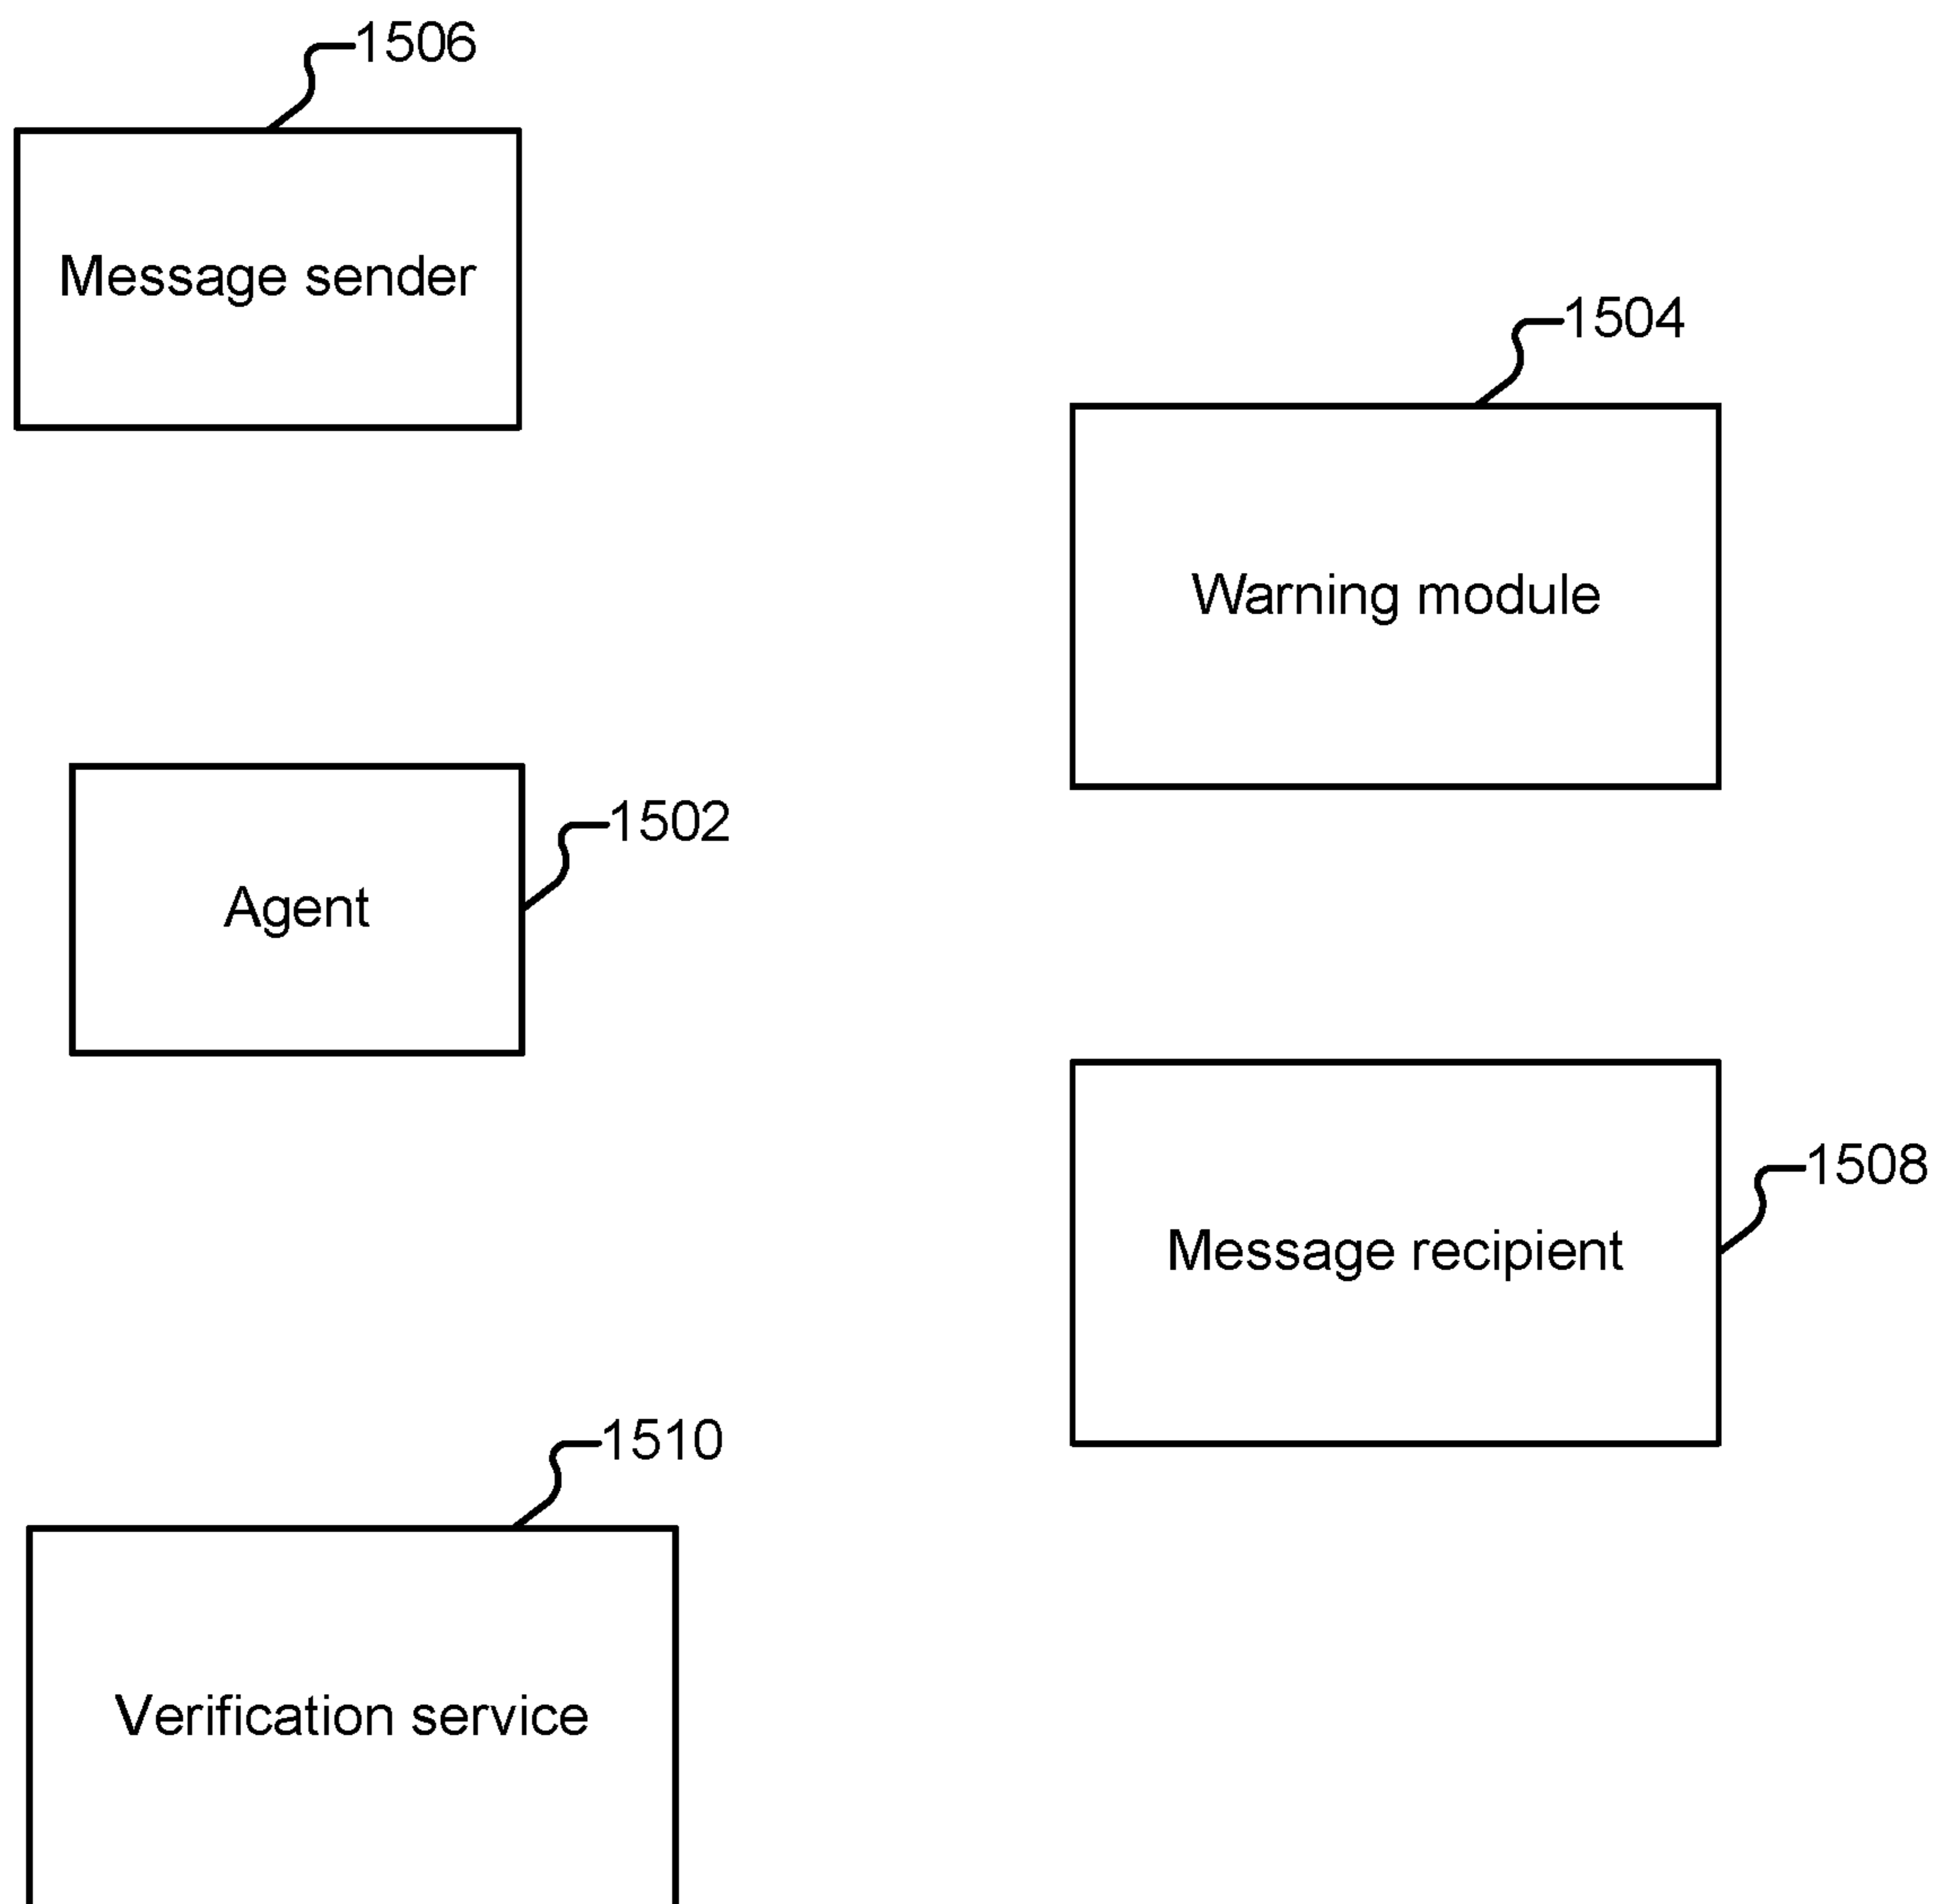 1506
Message sender
1504
Warning module
1502
Agent
1508
Message recipient
1510
Verification service